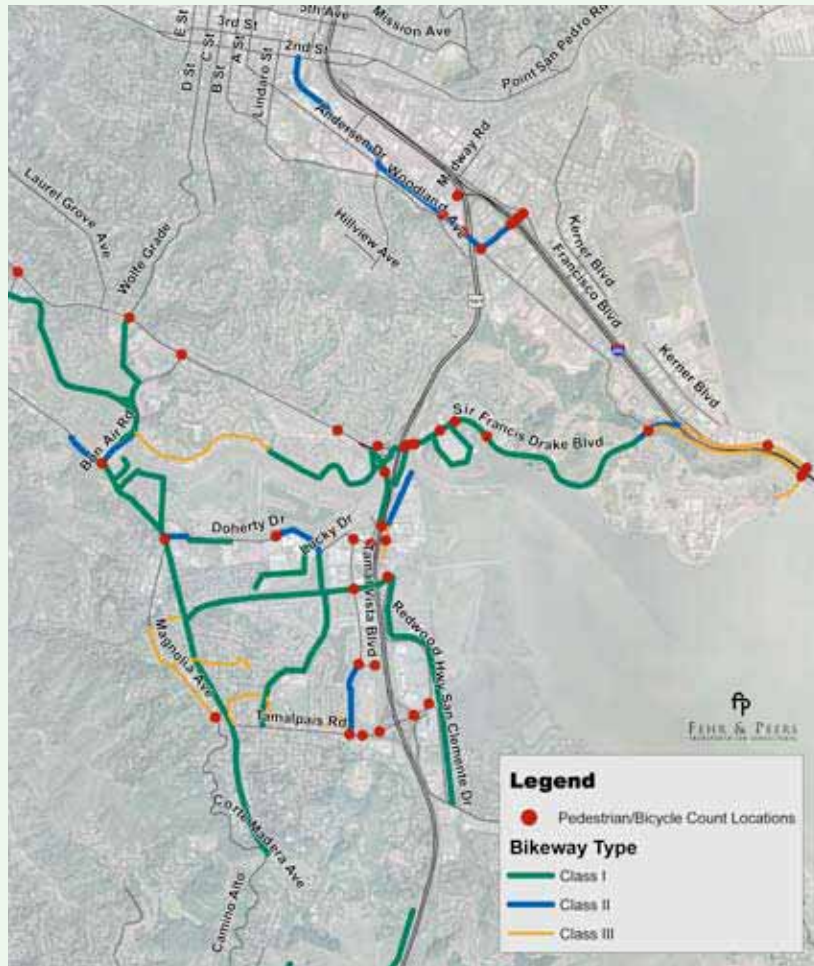 5th Ave
Mission Ave
3rd St
2nd St
E St
D St
C St
B St
A St
Lindaro St
Point San Pedro Rd
Andersen Dr
Medway Rd
Woodland Ave
Laurel Grove Ave
Wolfe Grade
Hillview Ave
Kerner Blvd
Francisco Blvd
Kerner Blvd
Sir Francis Drake Blvd
Bon Air Rd
Doherty Dr
Lucky Dr
Tamal Vista Blvd
Redwood Hwy
San Clemente Dr
Magnolia Ave
Tamalpais Rd
Corte Madera Ave
Camino Alto
fp
FEHR & PEERS
TRANSPORTATION CONSULTANTS
Legend
Pedestrian/Bicycle Count Locations
Bikeway Type
Class I
Class II
Class III